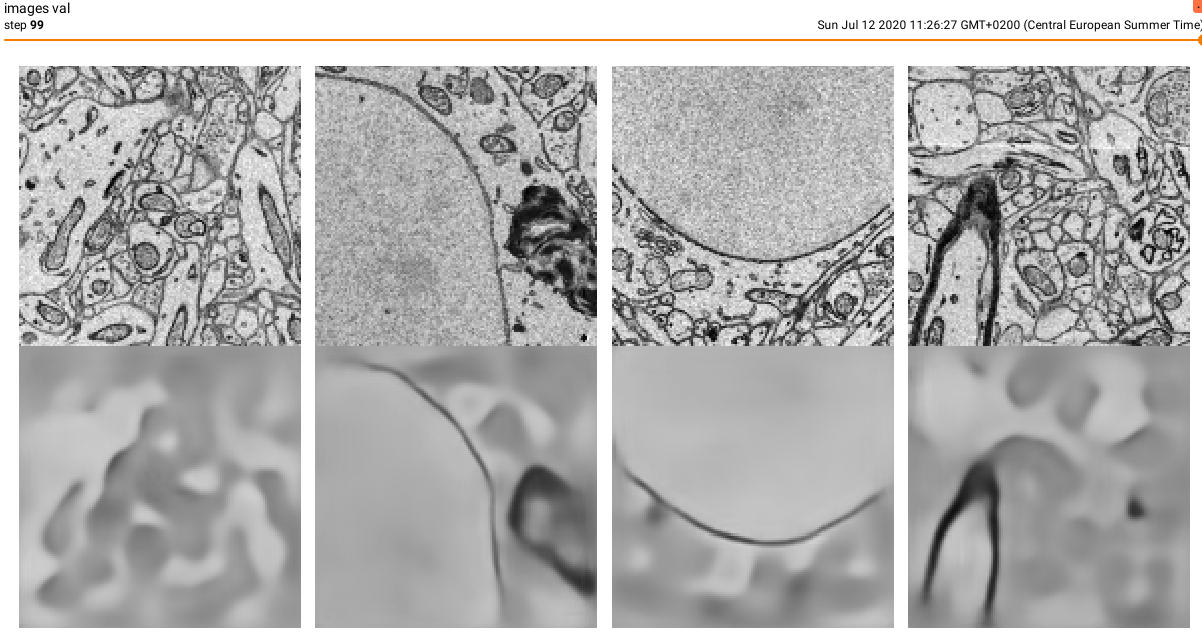 images val
step 99
Sun Jul 12 2020 11:26:27 GMT+0200 (Central European Summer Time)